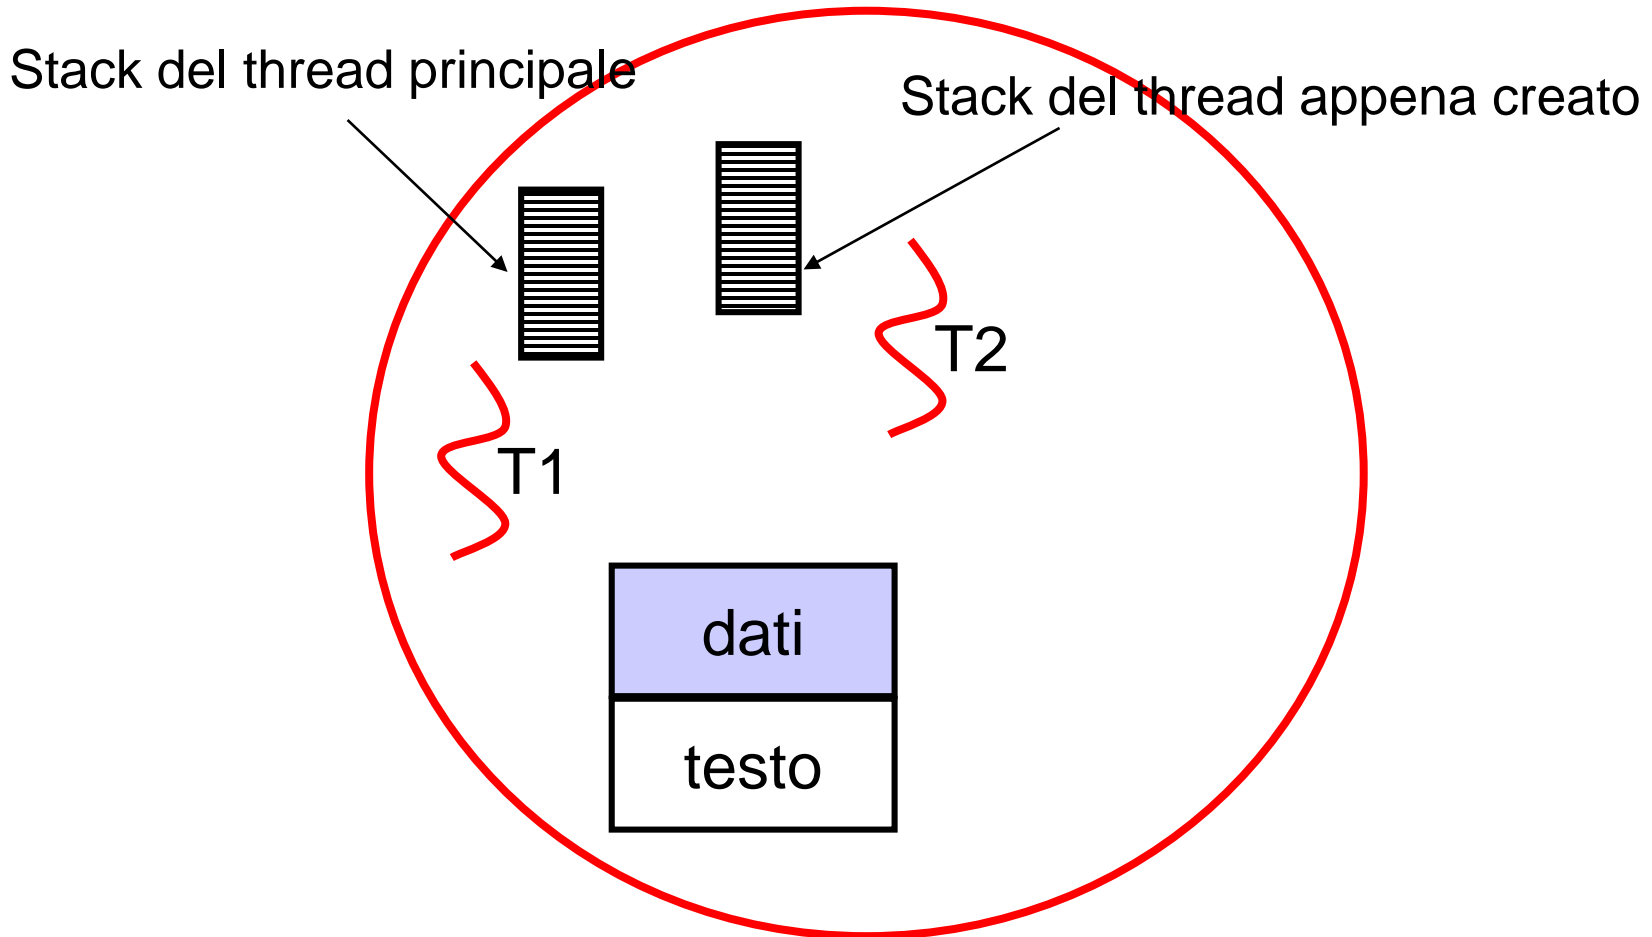 Stack del thread principale
Stack del thread appena creato
T2
T1
dati
testo